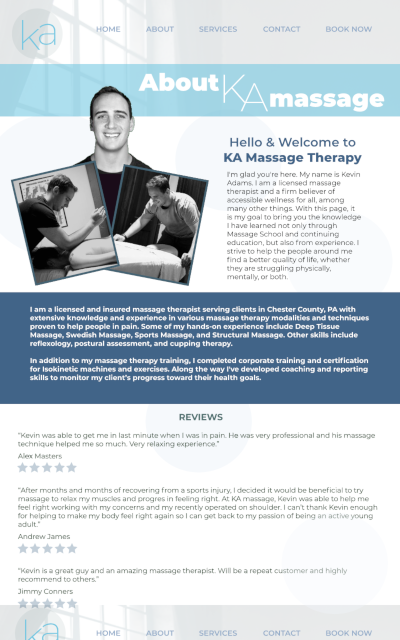 ka
HOME ABOUT SERVICES CONTACT BOOK NOW
About KA massage
Hello & Welcome to
KA Massage Therapy
I'm glad you're here. My name is Kevin
Adams. I am a licensed massage
therapist and a firm believer of
accessible wellness for all, among
many other things. With this page, it
is my goal to bring you the knowledge
I have learned not only through
Massage School and continuing
education, but also from experience. I
strive to help the people around me
find a better quality of life, whether
they are struggling physically,
mentally, or both.
I am a licensed and insured massage therapist serving clients in Chester County, PA with
extensive knowledge and experience in various massage therapy modalities and techniques
proven to help people in pain. Some of my hands-on experience include Deep Tissue
Massage, Swedish Massage, Sports Massage, and Structural Massage. Other skills include
reflexology, postural assessment, and cupping therapy.
In addition to my massage therapy training, I completed corporate training and certification
for Isokinetic machines and exercises. Along the way I've developed coaching and reporting
skills to monitor my client's progress toward their health goals.
REVIEWS
"Kevin was able to get me in last minute when I was in pain. He was very professional and his massage
technique helped me so much. Very relaxing experience."
Alex Masters
"After months and months of recovering from a sports injury, I decided it would be beneficial to try
massage to relax my muscles and progres in feeling right. At KA massage, Kevin was able to help me
feel right working with my concerns and my recently operated on shoulder. I can't thank Kevin enough
for helping to make my body feel right again so I can get back to my passion of being an active young
adult."
Andrew James
"Kevin is a great guy and an amazing massage therapist. Will be a repeat customer and highly
recommend to others."
Jimmy Conners
ka
HOME ABOUT SERVICES CONTACT BOOK NOW